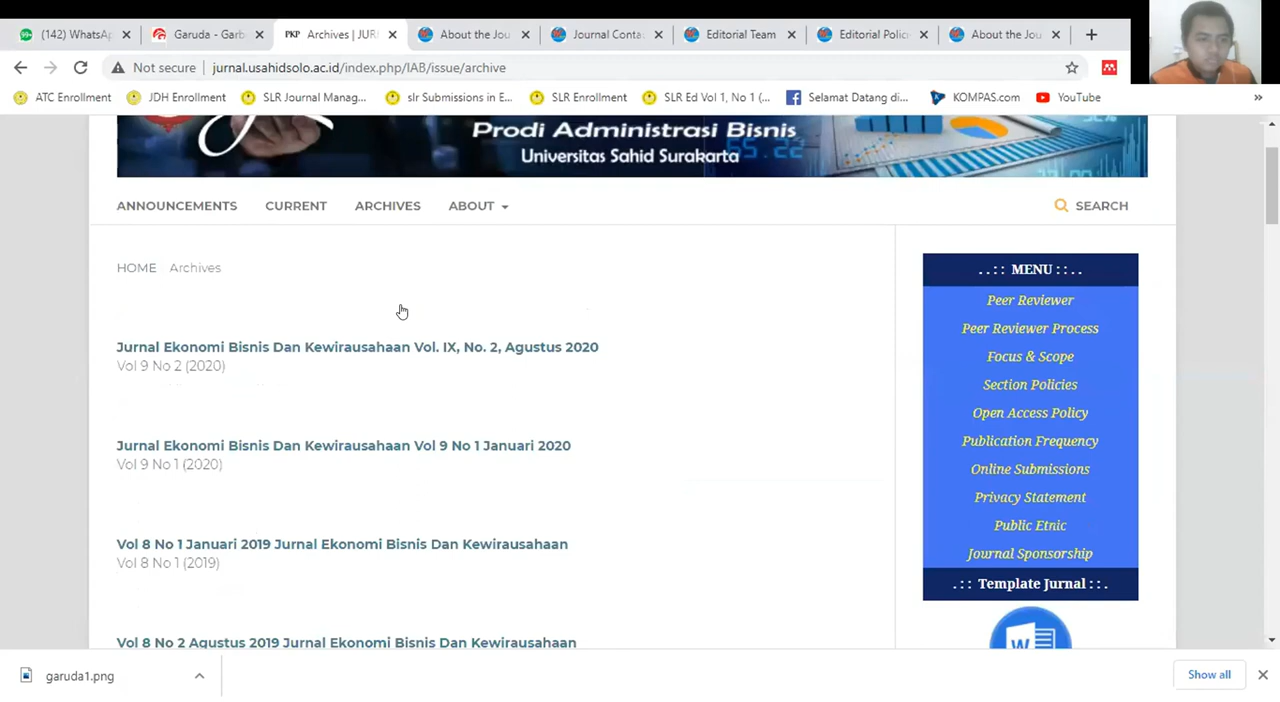 (142) WhatsAp
Garuda - Garb
PKP Archives | JUR
About the Jou
Journal Conta
Editorial Team
Editorial Polici
About the Jou
Not secure jurnal.usahidsolo.ac.id/index.php/IAB/issue/archive
ATC Enrollment
JDH Enrollment
SLR Journal Manag...
slr Submissions in E...
SLR Enrollment
SLR Ed Vol 1, No 1 (...
Selamat Datang di...
KOMPAS.com
YouTube
»
Prodi Administrasi Bisnis
Universitas Sahid Surakarta
65.22
ANNOUNCEMENTS CURRENT ARCHIVES ABOUT
SEARCH
HOME Archives
Jurnal Ekonomi Bisnis Dan Kewirausahaan Vol. IX, No. 2, Agustus 2020
Vol 9 No 2 (2020)
Jurnal Ekonomi Bisnis Dan Kewirausahaan Vol 9 No 1 Januari 2020
Vol 9 No 1 (2020)
Vol 8 No 1 Januari 2019 Jurnal Ekonomi Bisnis Dan Kewirausahaan
Vol 8 No 1 (2019)
Vol 8 No 2 Agustus 2019 Jurnal Ekonomi Bisnis Dan Kewirausahaan
. . : : MENU : : . .
Peer Reviewer
Peer Reviewer Process
Focus & Scope
Section Policies
Open Access Policy
Publication Frequency
Online Submissions
Privacy Statement
Public Etnic
Journal Sponsorship
. : : Template Jurnal : : .
W
garuda1.png
Show all